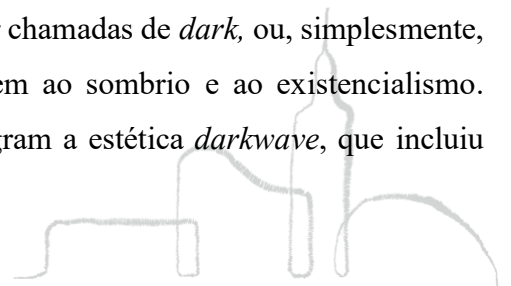 chamadas de dark, ou, simplesmente,
em ao sombrio e ao existencialismo.
gram a estética darkwave, que incluiu